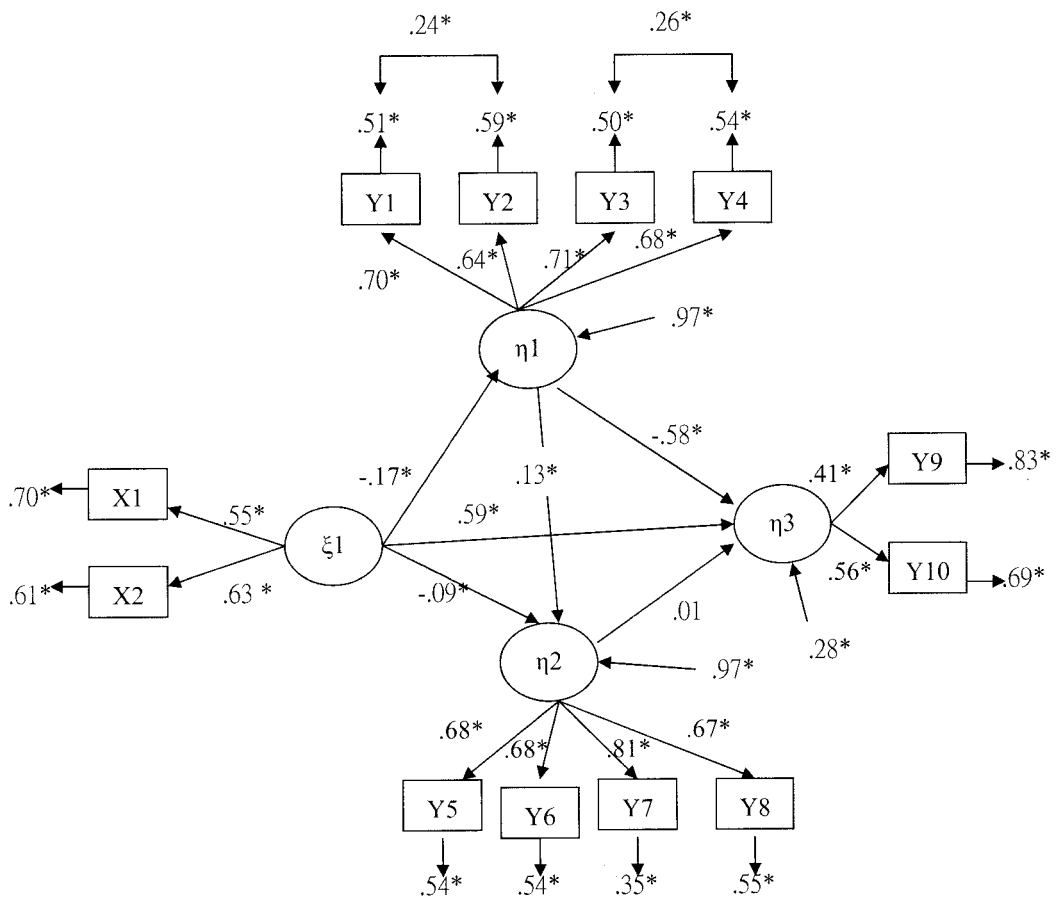 .24*
.26*
.51*
.59*
.50*
.54*
Y1
Y2
Y3
Y4
.70*
.64*
.71*
.68*
.97*
η1
-.17*
.13*
-.58*
.59*
.70*
X1
.55*
ξ1
.61*
X2
.63 *
-.09*
η3
.41*
Y9
.83*
.56*
Y10
.69*
.28*
.01
η2
.97*
.68*
.68*
.81*
.67*
Y5
Y6
Y7
Y8
.54*
.54*
.35*
.55*